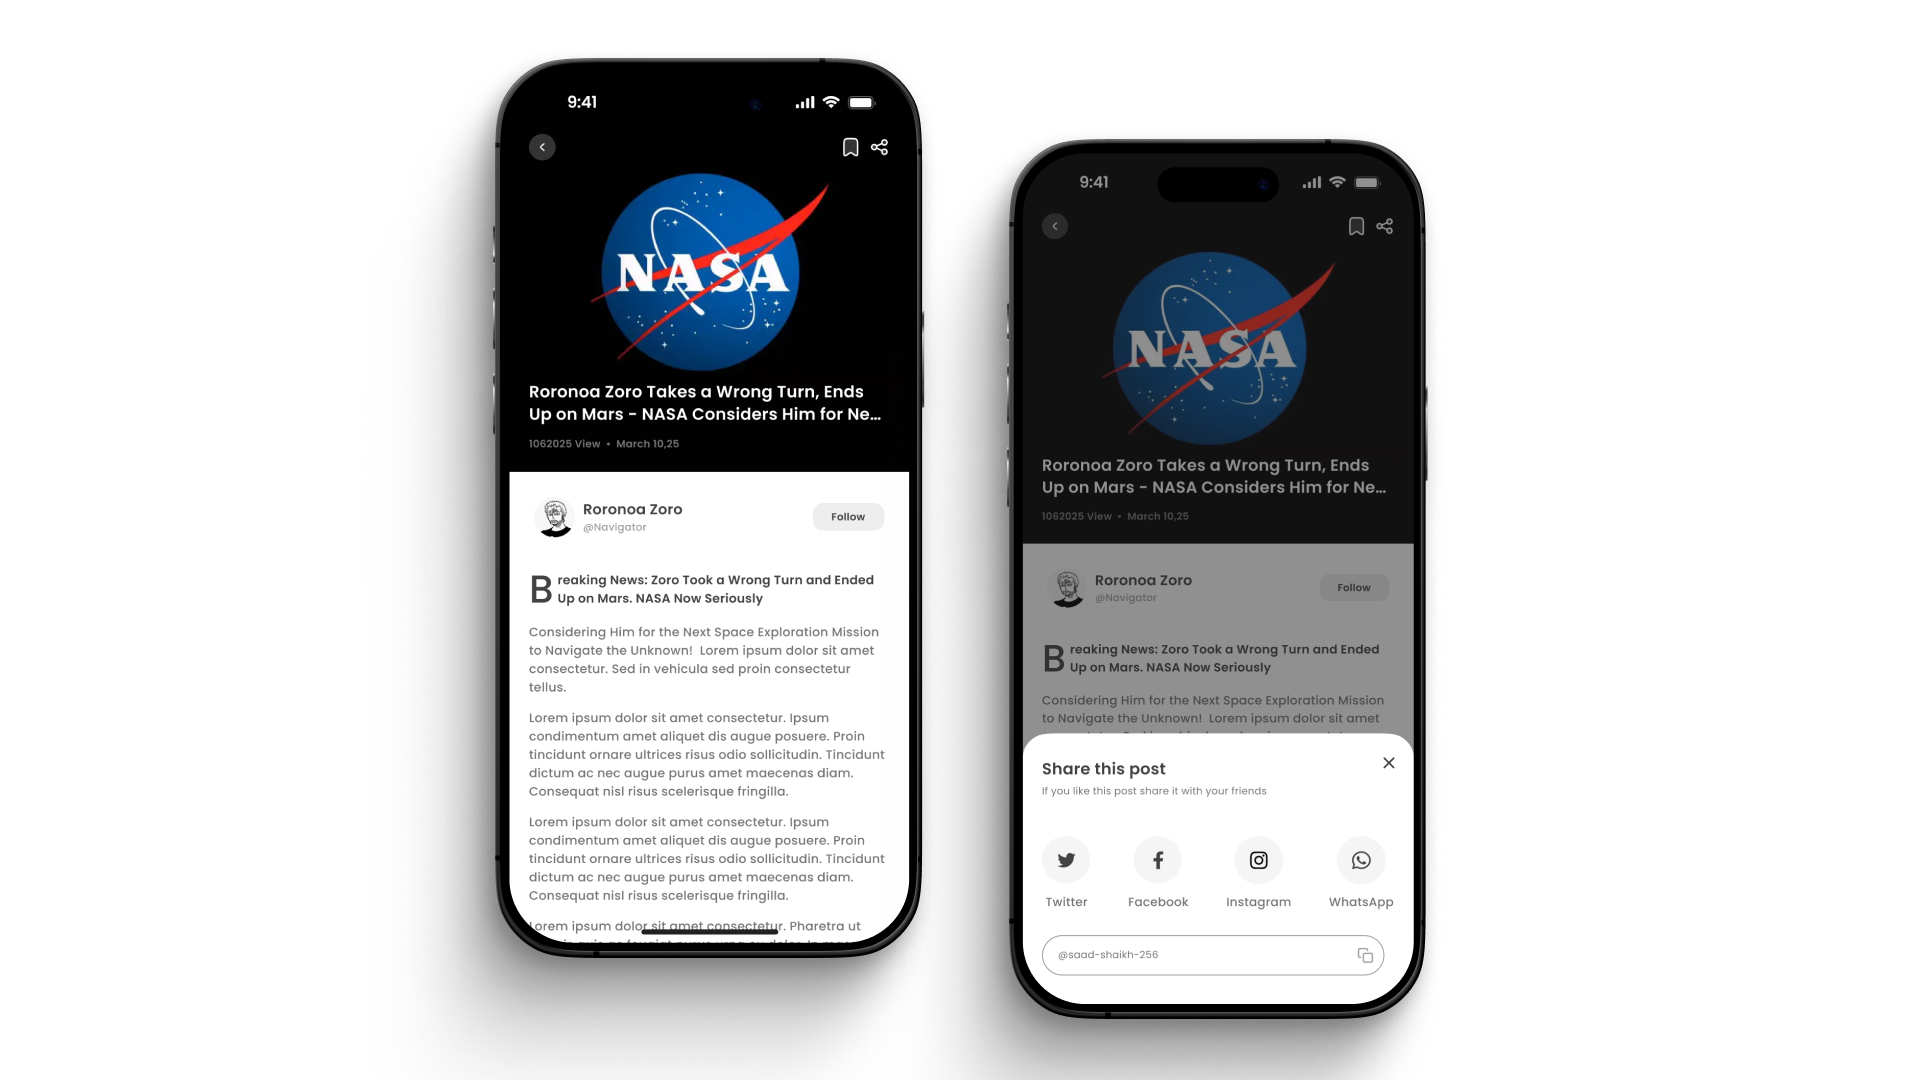 9:41
NASA
Roronoa Zoro Takes a Wrong Turn, Ends
Up on Mars - NASA Considers Him for Ne...
1062025 View • March 10,25
Roronoa Zoro
@Navigator
Follow
Breaking News: Zoro Took a Wrong Turn and Ended
Up on Mars. NASA Now Seriously
Considering Him for the Next Space Exploration Mission
to Navigate the Unknown!  Lorem ipsum dolor sit amet
consectetur. Sed in vehicula sed proin consectetur
tellus.
Lorem ipsum dolor sit amet consectetur. Ipsum
condimentum amet aliquet dis augue posuere. Proin
tincidunt ornare ultrices risus odio sollicitudin. Tincidunt
dictum ac nec augue purus amet maecenas diam.
Consequat nisl risus scelerisque fringilla.
Lorem ipsum dolor sit amet consectetur. Ipsum
condimentum amet aliquet dis augue posuere. Proin
tincidunt ornare ultrices risus odio sollicitudin. Tincidunt
dictum ac nec augue purus amet maecenas diam.
Consequat nisl risus scelerisque fringilla.
Lorem ipsum dolor sit amet consectetur. Pharetra ut
9:41
NASA
Roronoa Zoro Takes a Wrong Turn, Ends
Up on Mars - NASA Considers Him for Ne...
1062025 View • March 10,25
Roronoa Zoro
@Navigator
Follow
Breaking News: Zoro Took a Wrong Turn and Ended
Up on Mars. NASA Now Seriously
Considering Him for the Next Space Exploration Mission
to Navigate the Unknown!  Lorem ipsum dolor sit amet
Share this post
If you like this post share it with your friends
Twitter
Facebook
Instagram
WhatsApp
@saad-shaikh-256